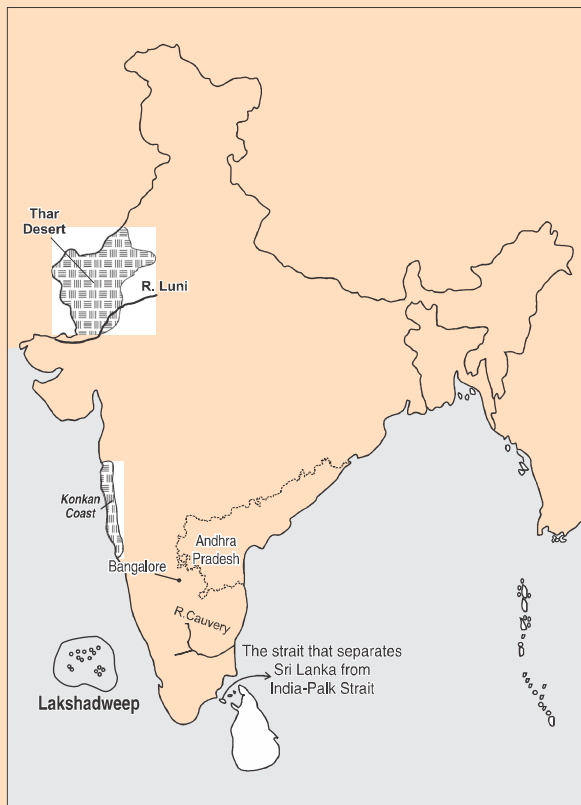 Thar
Desert
R. Luni
Konkan
Coast
Andhra
Pradesh
Bangalore
R.Cauvery
The strait that separates
Sri Lanka from
India-Palk Strait
Lakshadweep